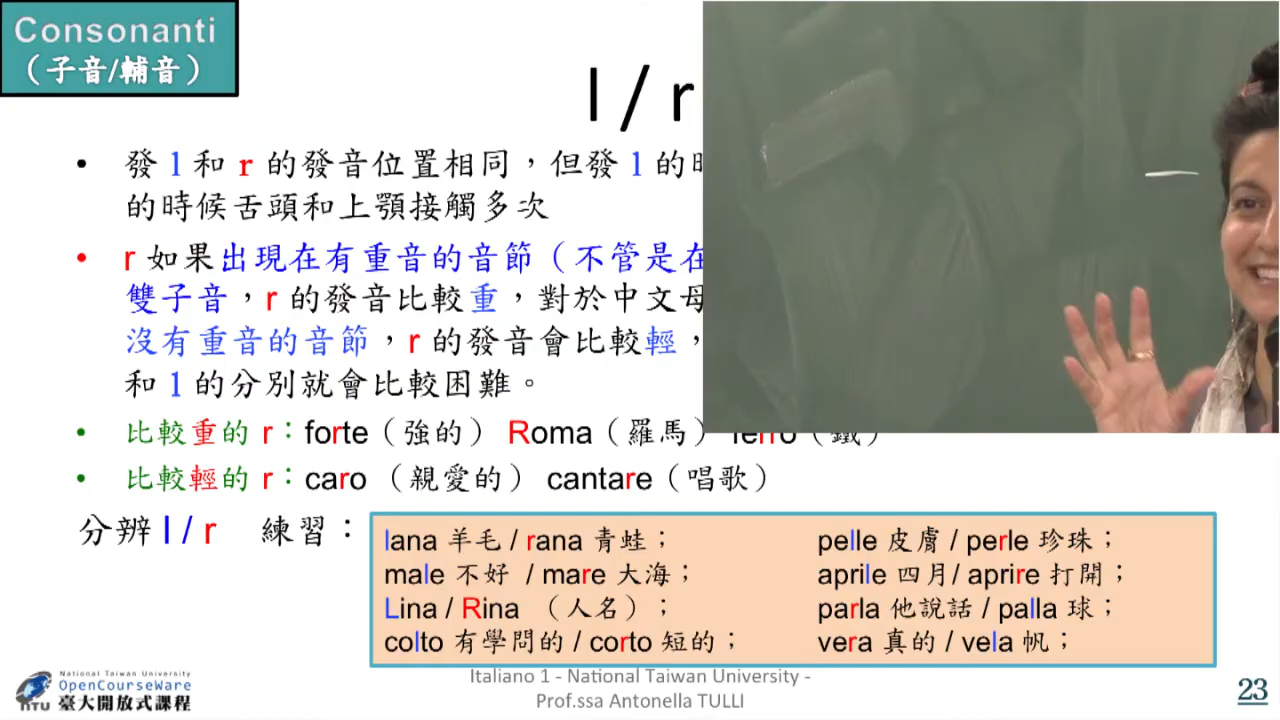 Consonanti
（子音/輔音）
l / r
• 發 l 和 r 的發音位置相同，但發 l 的
的時候舌頭和上顎接觸多次
• r 如果出現在有重音的音節（不管是在
雙子音，r 的發音比較重，對於中文母
沒有重音的音節，r 的發音會比較輕，
和 l 的分別就會比較困難。
• 比較重的 r：forte（強的） Roma（羅馬） ferro（鐵）
• 比較輕的 r：caro （親愛的） cantare（唱歌）
分辨 l / r 練習：
lana 羊毛 / rana 青蛙；
male 不好 / mare 大海；
Lina / Rina （人名）；
colto 有學問的 / corto 短的；
pelle 皮膚 / perle 珍珠；
aprile 四月/ aprire 打開；
parla 他說話 / palla 球；
vera 真的 / vela 帆；
National Taiwan University
OpenCourseWare
NTU 臺大開放式課程
Italiano 1 - National Taiwan University -
Prof.ssa Antonella TULLI
23